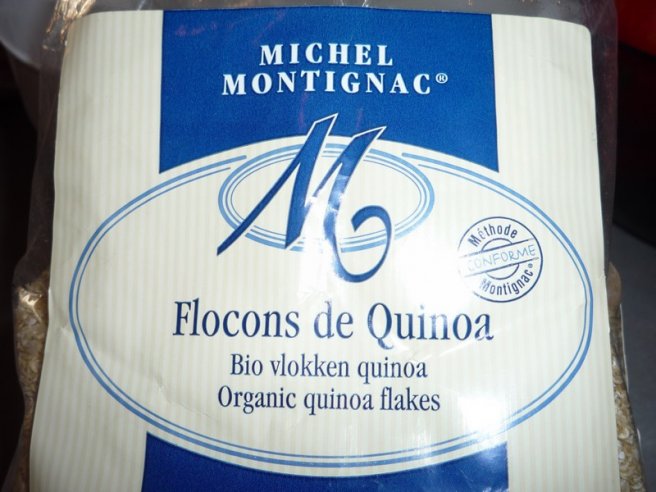 MICHEL
MONTIGNAC®
M
Méthode
CONFORME
Montignac®
Flocons de Quinoa
Bio vlokken quinoa
Organic quinoa flakes